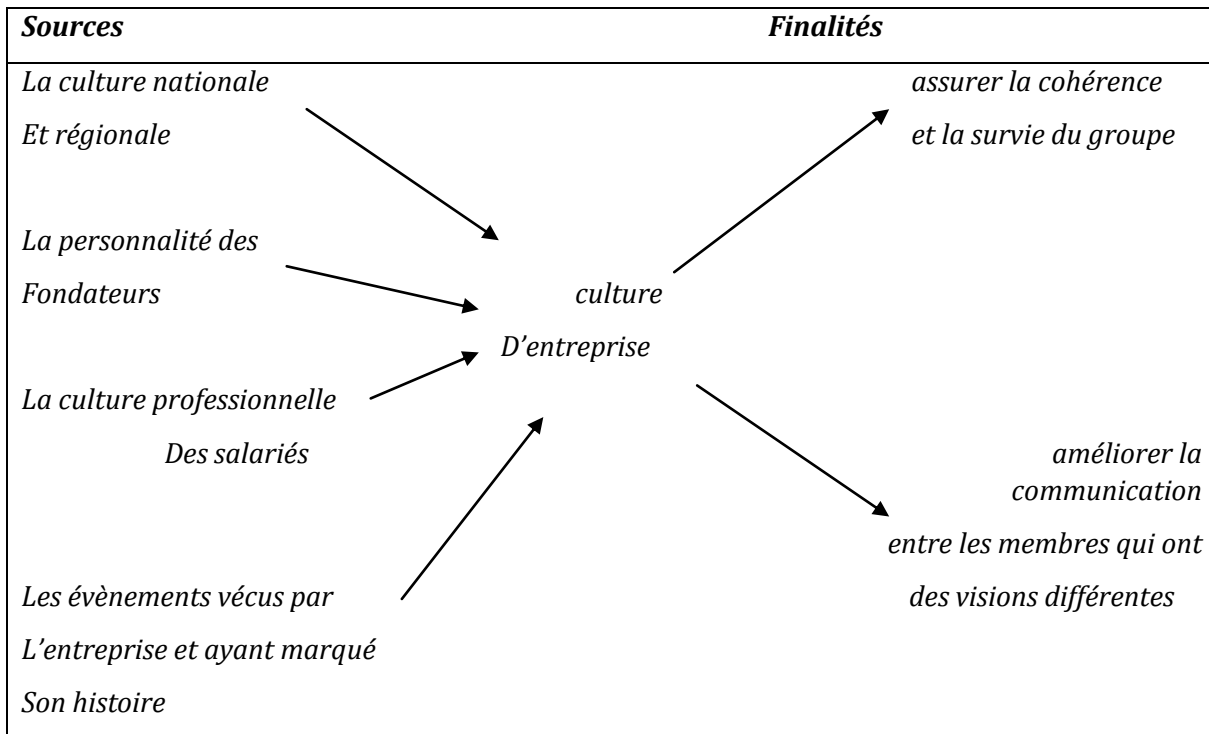 Sources
Finalités
La culture nationale
Et régionale
La personnalité des
Fondateurs
La culture professionnelle
Des salariés
Les évènements vécus par
L'entreprise et ayant marqué
Son histoire
culture
D'entreprise
assurer la cohérence
et la survie du groupe
améliorer la
communication
entre les membres qui ont
des visions différentes